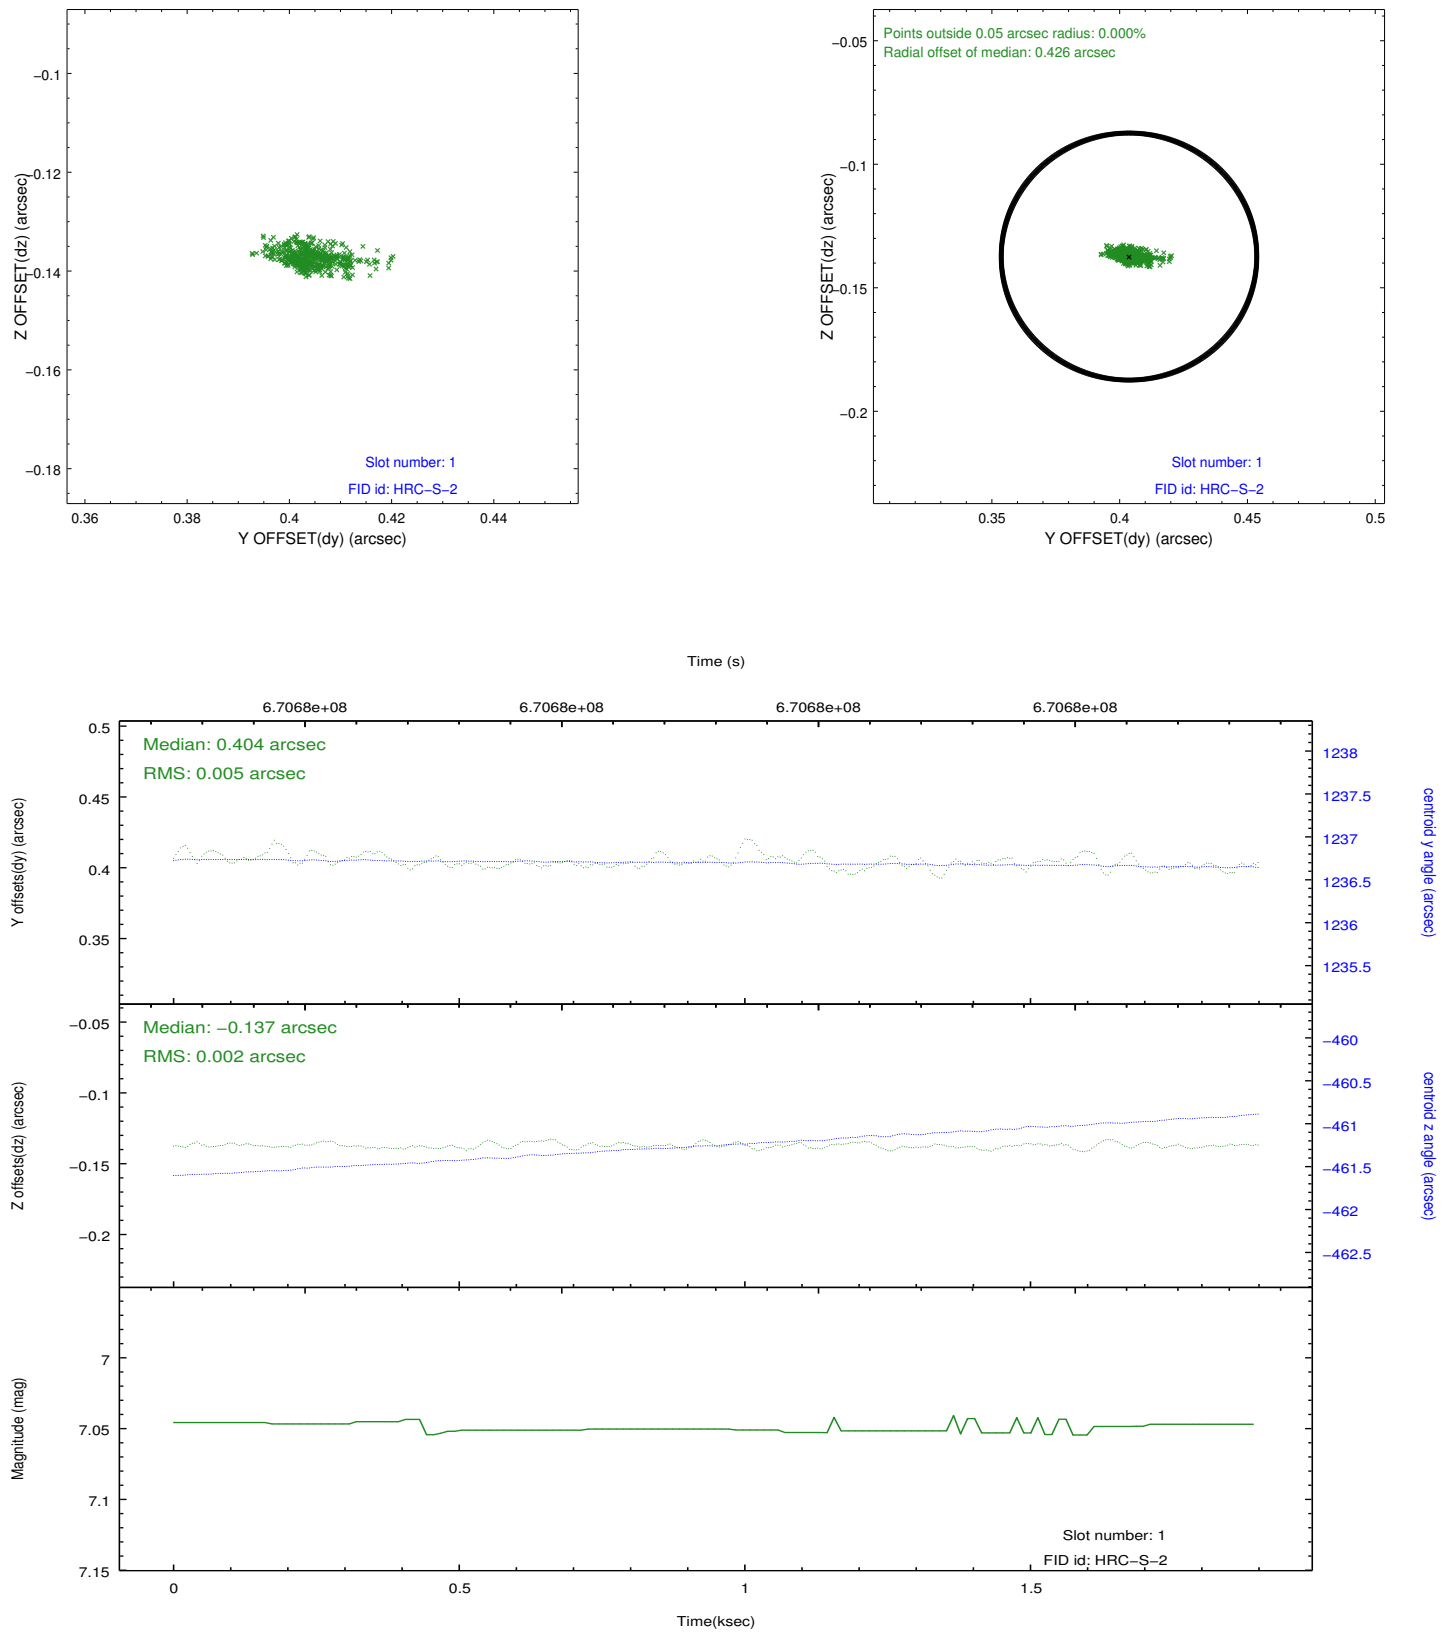 −0.1
−0.12
−0.14
−0.16
−0.18
Z OFFSET(dz) (arcsec)
Slot number: 1
FID id: HRC−S−2
0.36 0.38 0.4 0.42 0.44
Y OFFSET(dy) (arcsec)
Points outside 0.05 arcsec radius: 0.000%
Radial offset of median: 0.426 arcsec
−0.05
−0.1
−0.15
−0.2
Z OFFSET(dz) (arcsec)
Slot number: 1
FID id: HRC−S−2
0.35 0.4 0.45 0.5
Y OFFSET(dy) (arcsec)
Time (s)
6.7068e+08 6.7068e+08 6.7068e+08 6.7068e+08
Median: 0.404 arcsec
RMS: 0.005 arcsec
0.5
0.45
0.4
0.35
Y offsets(dy) (arcsec)
1238
1237.5
1237
1236.5
1236
1235.5
centroid y angle (arcsec)
Median: −0.137 arcsec
RMS: 0.002 arcsec
−0.05
−0.1
−0.15
−0.2
Z offsets(dz) (arcsec)
−460
−460.5
−461
−461.5
−462
−462.5
centroid z angle (arcsec)
7
7.05
7.1
7.15
Magnitude (mag)
Slot number: 1
FID id: HRC−S−2
0 0.5 1 1.5
Time(ksec)